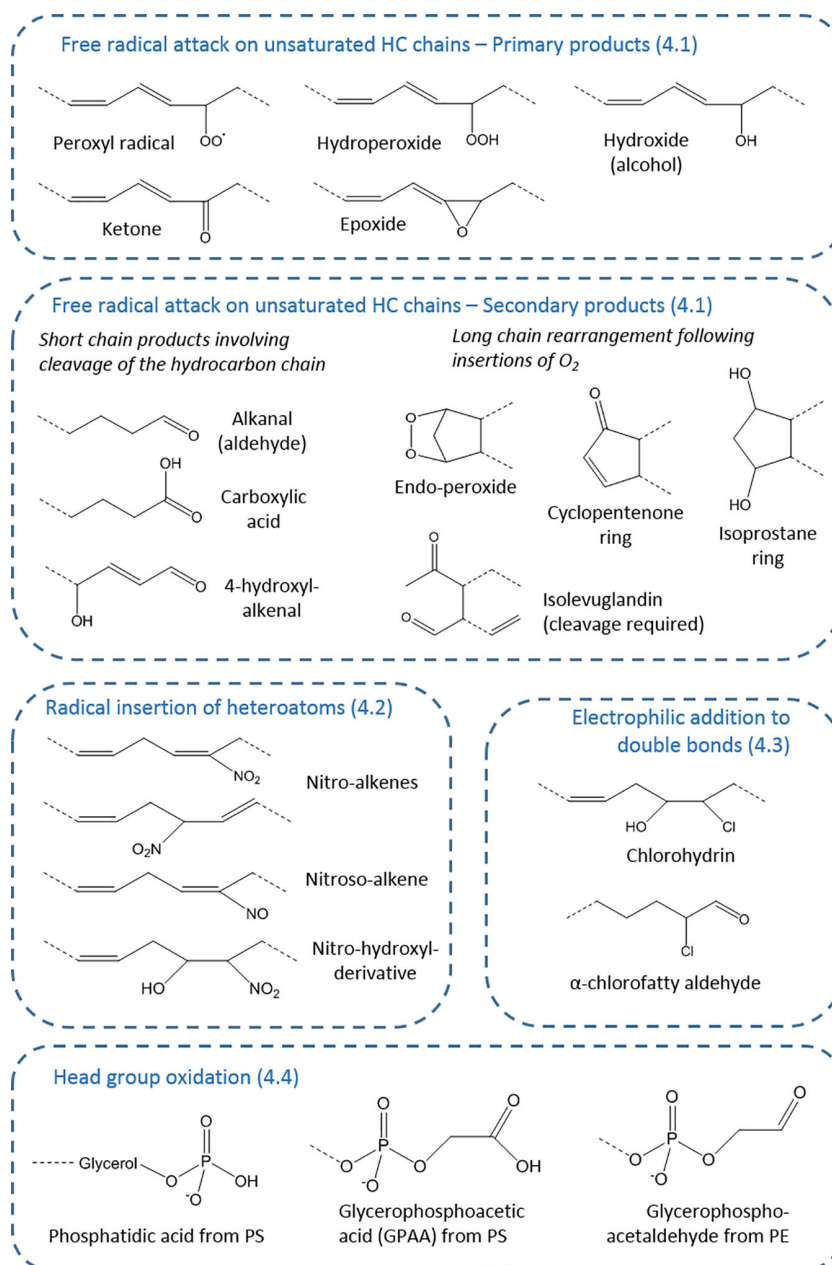 Free radical attack on unsaturated HC chains – Primary products (4.1)
Peroxyl radical
OO•
Hydroperoxide
OOH
Hydroxide
(alcohol)
OH
Ketone
O
Epoxide
O
Free radical attack on unsaturated HC chains – Secondary products (4.1)
Short chain products involving
cleavage of the hydrocarbon chain
Long chain rearrangement following
insertions of O₂
O
Alkanal
(aldehyde)
OH
O
Carboxylic
acid
O
OH
4-hydroxyl-
alkenal
O
O
Endo-peroxide
O
Cyclopentenone
ring
HO
HO
Isoprostane
ring
O
O
Isolevuglandin
(cleavage required)
Radical insertion of heteroatoms (4.2)
NO₂
Nitro-alkenes
O₂N
Nitroso-alkene
NO
Nitro-hydroxyl-
derivative
HO
NO₂
Electrophilic addition to
double bonds (4.3)
HO
Cl
Chlorohydrin
O
Cl
α-chlorofatty aldehyde
Head group oxidation (4.4)
Glycerol
O
P
O
OH
⁻O
Phosphatidic acid from PS
O
P
O
O
⁻O
O
OH
Glycerophosphoacetic
acid (GPAA) from PS
O
P
O
O
⁻O
O
Glycerophospho-
acetaldehyde from PE